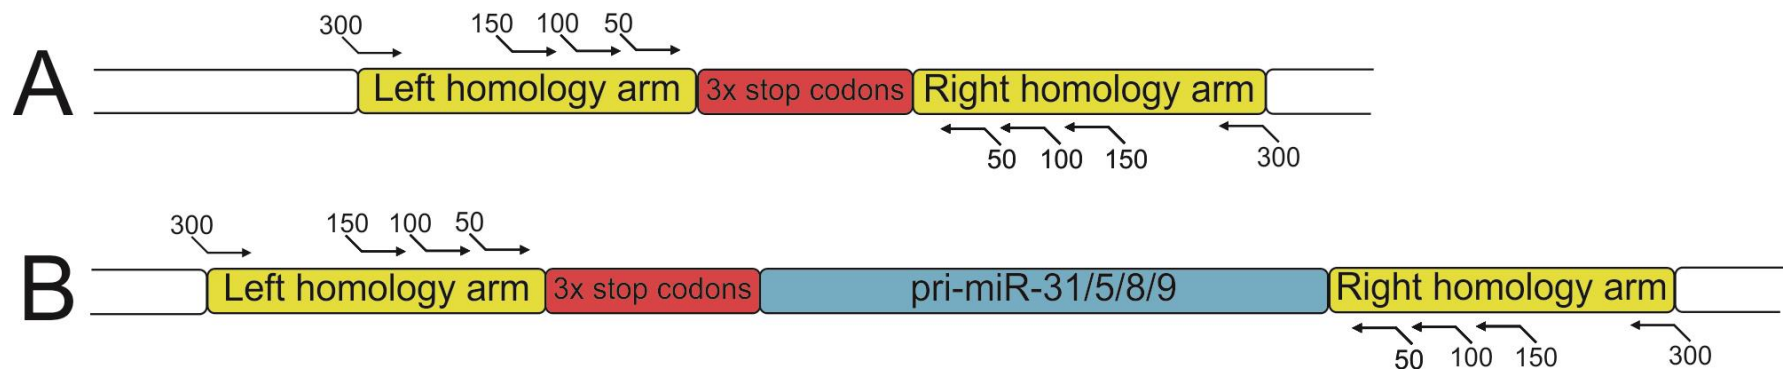 300 150 100 50
A
Left homology arm 3x stop codons Right homology arm
50 100 150 300
300 150 100 50
B
Left homology arm 3x stop codons pri-miR-31/5/8/9 Right homology arm
50 100 150 300